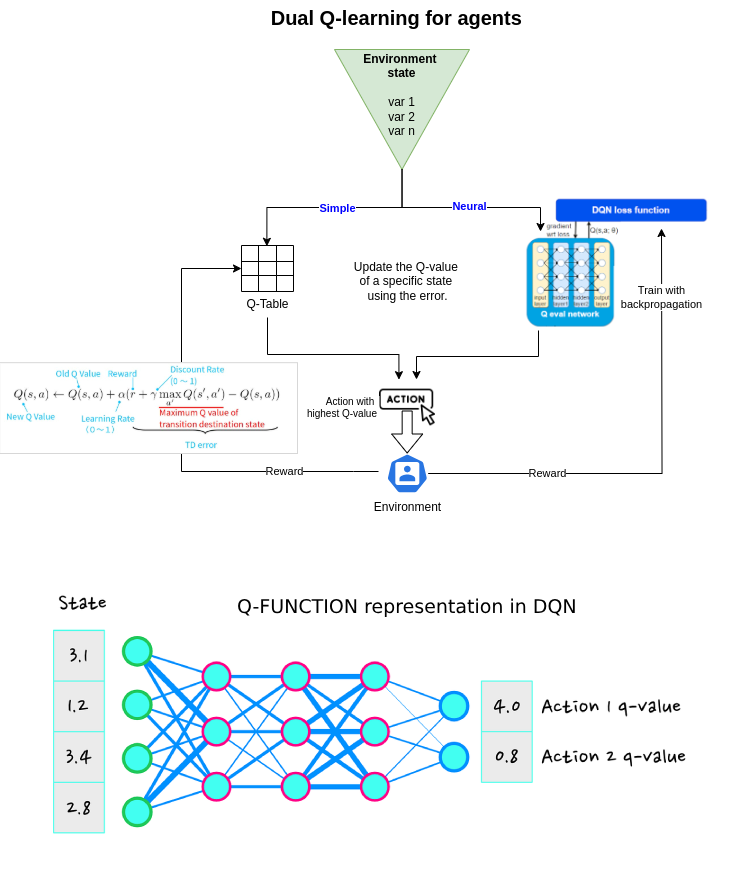 Dual Q-learning for agents
Environment
state
var 1
var 2
var n
Simple
Neural
DQN loss function
gradient
wrt loss
Q(s,a; θ)
input
layer
hidden
layer1
hidden
layer2
output
layer
Q eval network
Q-Table
Update the Q-value
of a specific state
using the error.
Train with
backpropagation
Old Q Value
Reward
Discount Rate
(0 ~ 1)
Q(s, a) ← Q(s, a) + α(r + γ max Q(s′, a′) − Q(s, a))
a′
New Q Value
Learning Rate
(0~1)
Maximum Q value of
transition destination state
TD error
Action with
highest Q-value
ACTION
Reward
Reward
Environment
State
Q-FUNCTION representation in DQN
3.1
1.2
3.4
2.8
4.0 Action 1 q-value
0.8 Action 2 q-value